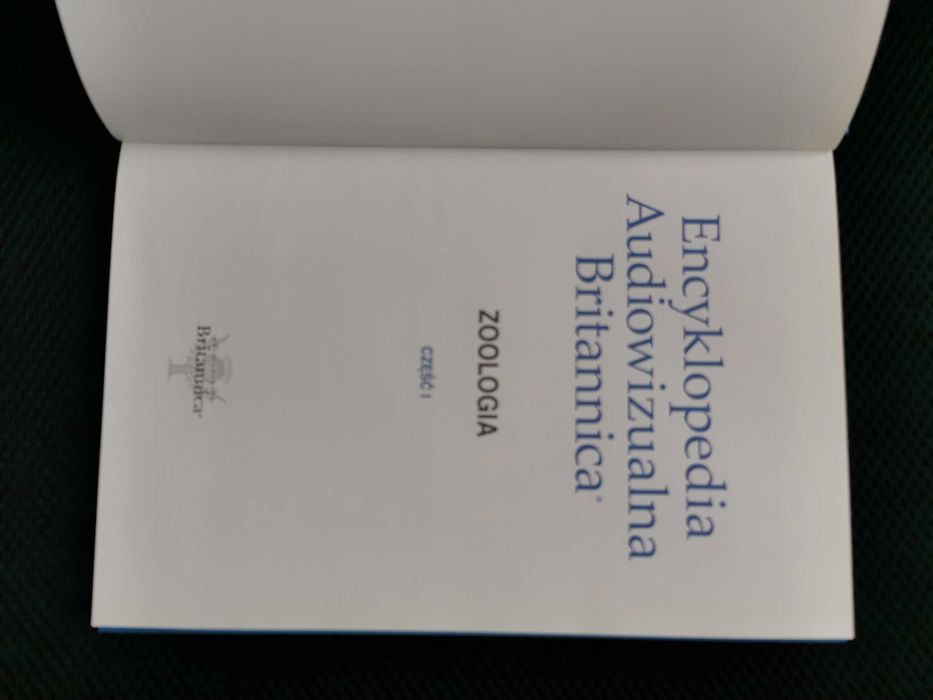 Encyklopedia
Audiowizualna
Britannica®
ZOOLOGIA
CZĘŚĆ I
Britannica®